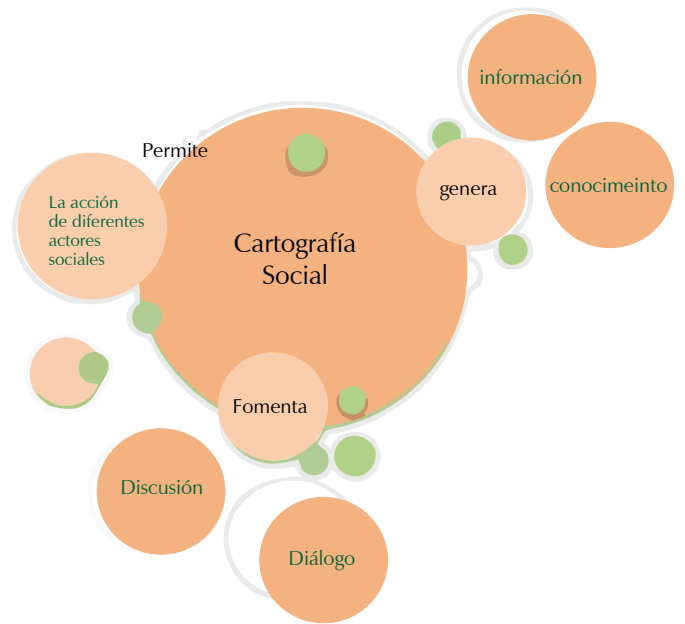 información
conocimeinto
genera
Permite
La acción
de diferentes
actores
sociales
Cartografía
Social
Fomenta
Discusión
Diálogo